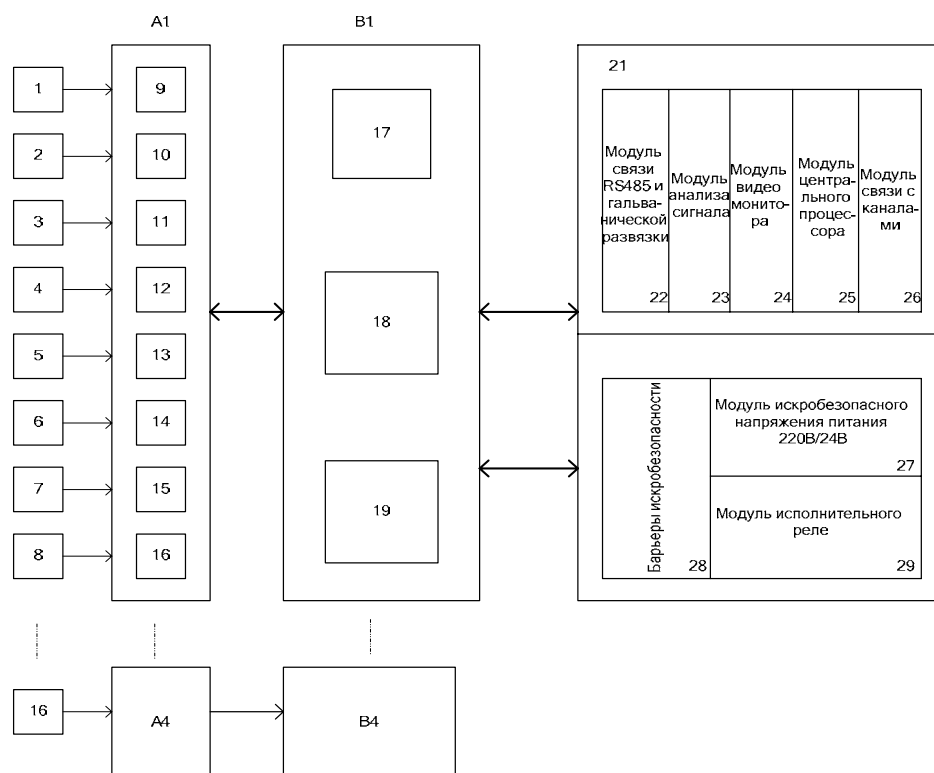 A1
B1
1
9
2
10
3
11
4
12
5
13
6
14
7
15
8
16
17
18
19
21
Модуль
связи
RS485 и
гальва-
нической
развязки
22
Модуль
анализа
сигнала
23
Модуль
видео
монито-
ра
24
Модуль
центра-
льного
процес-
сора
25
Модуль
связи с
канала-
ми
26
Барьеры искробезопасности
28
Модуль искробезопасного
напряжения питания
220В/24В
27
Модуль исполнительного
реле
29
16
A4
B4